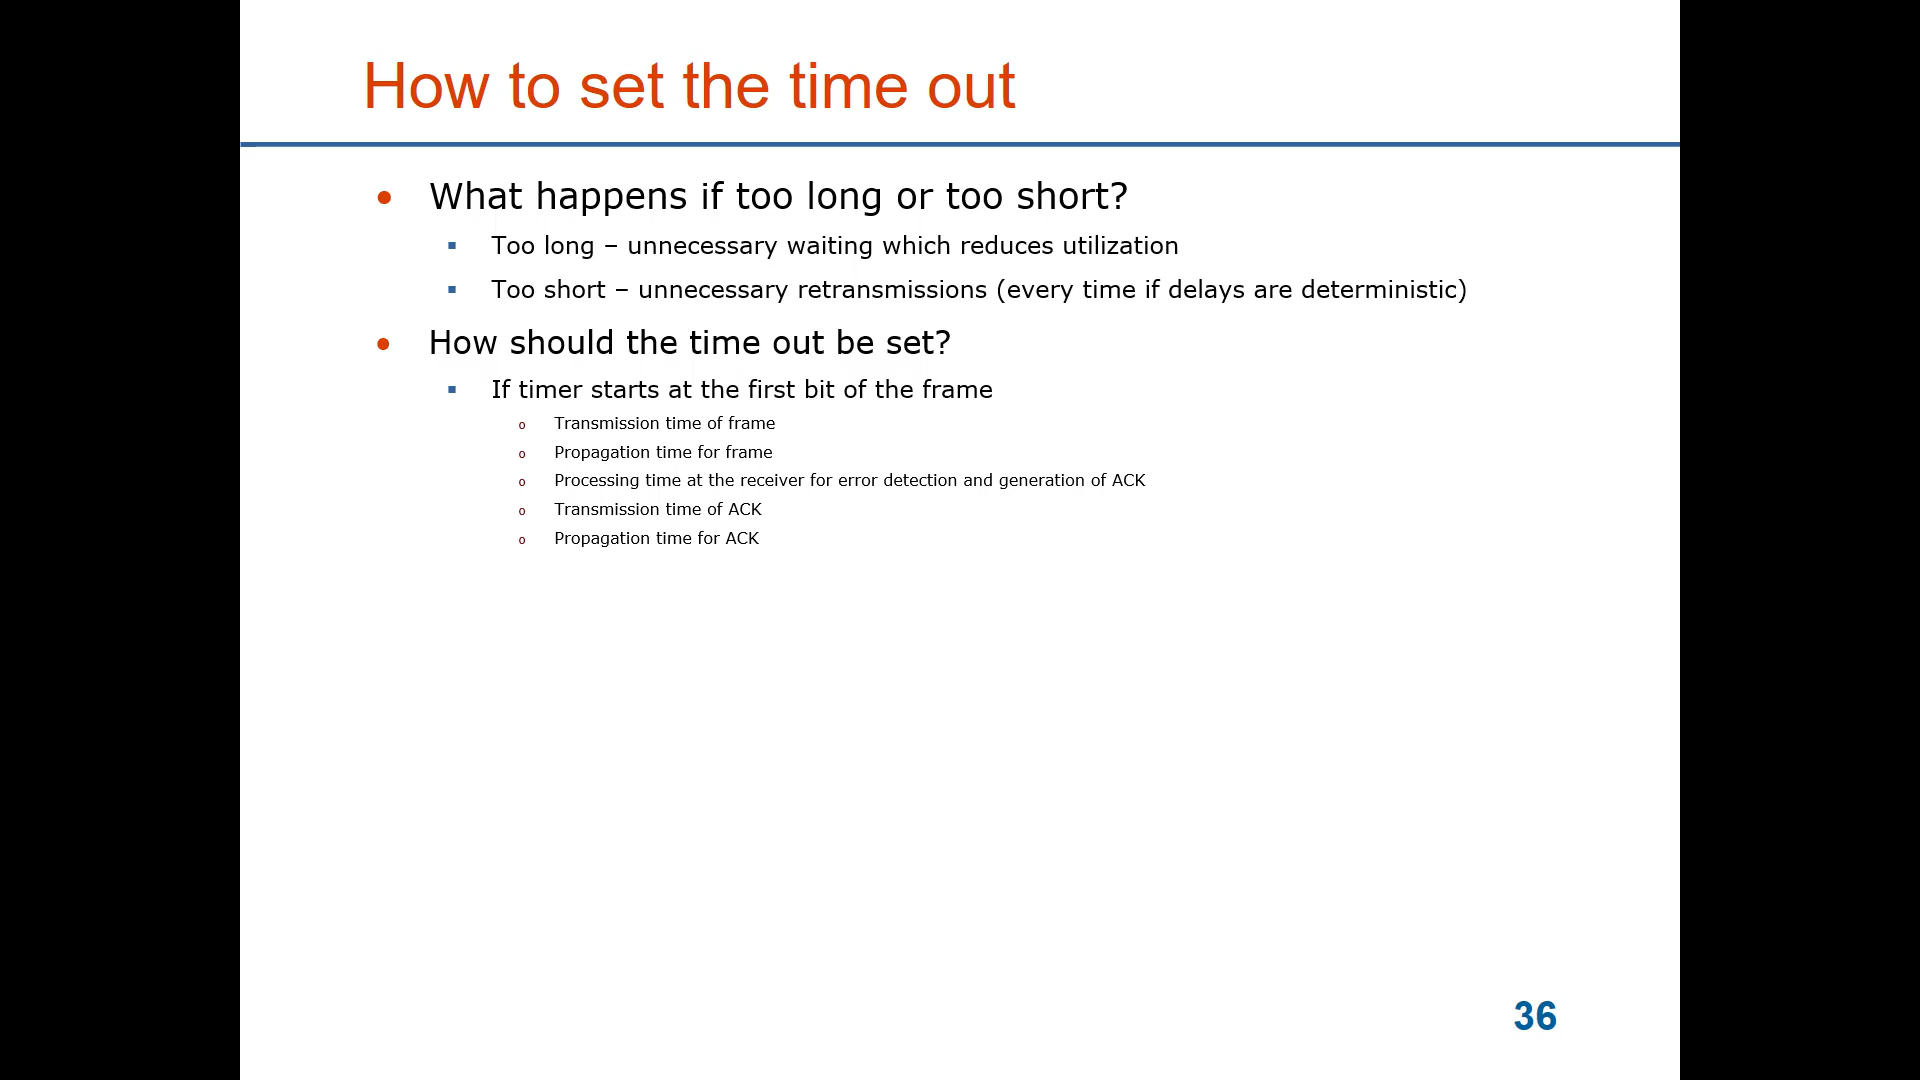 How to set the time out
What happens if too long or too short?
Too long – unnecessary waiting which reduces utilization
Too short – unnecessary retransmissions (every time if delays are deterministic)
How should the time out be set?
If timer starts at the first bit of the frame
Transmission time of frame
Propagation time for frame
Processing time at the receiver for error detection and generation of ACK
Transmission time of ACK
Propagation time for ACK
36